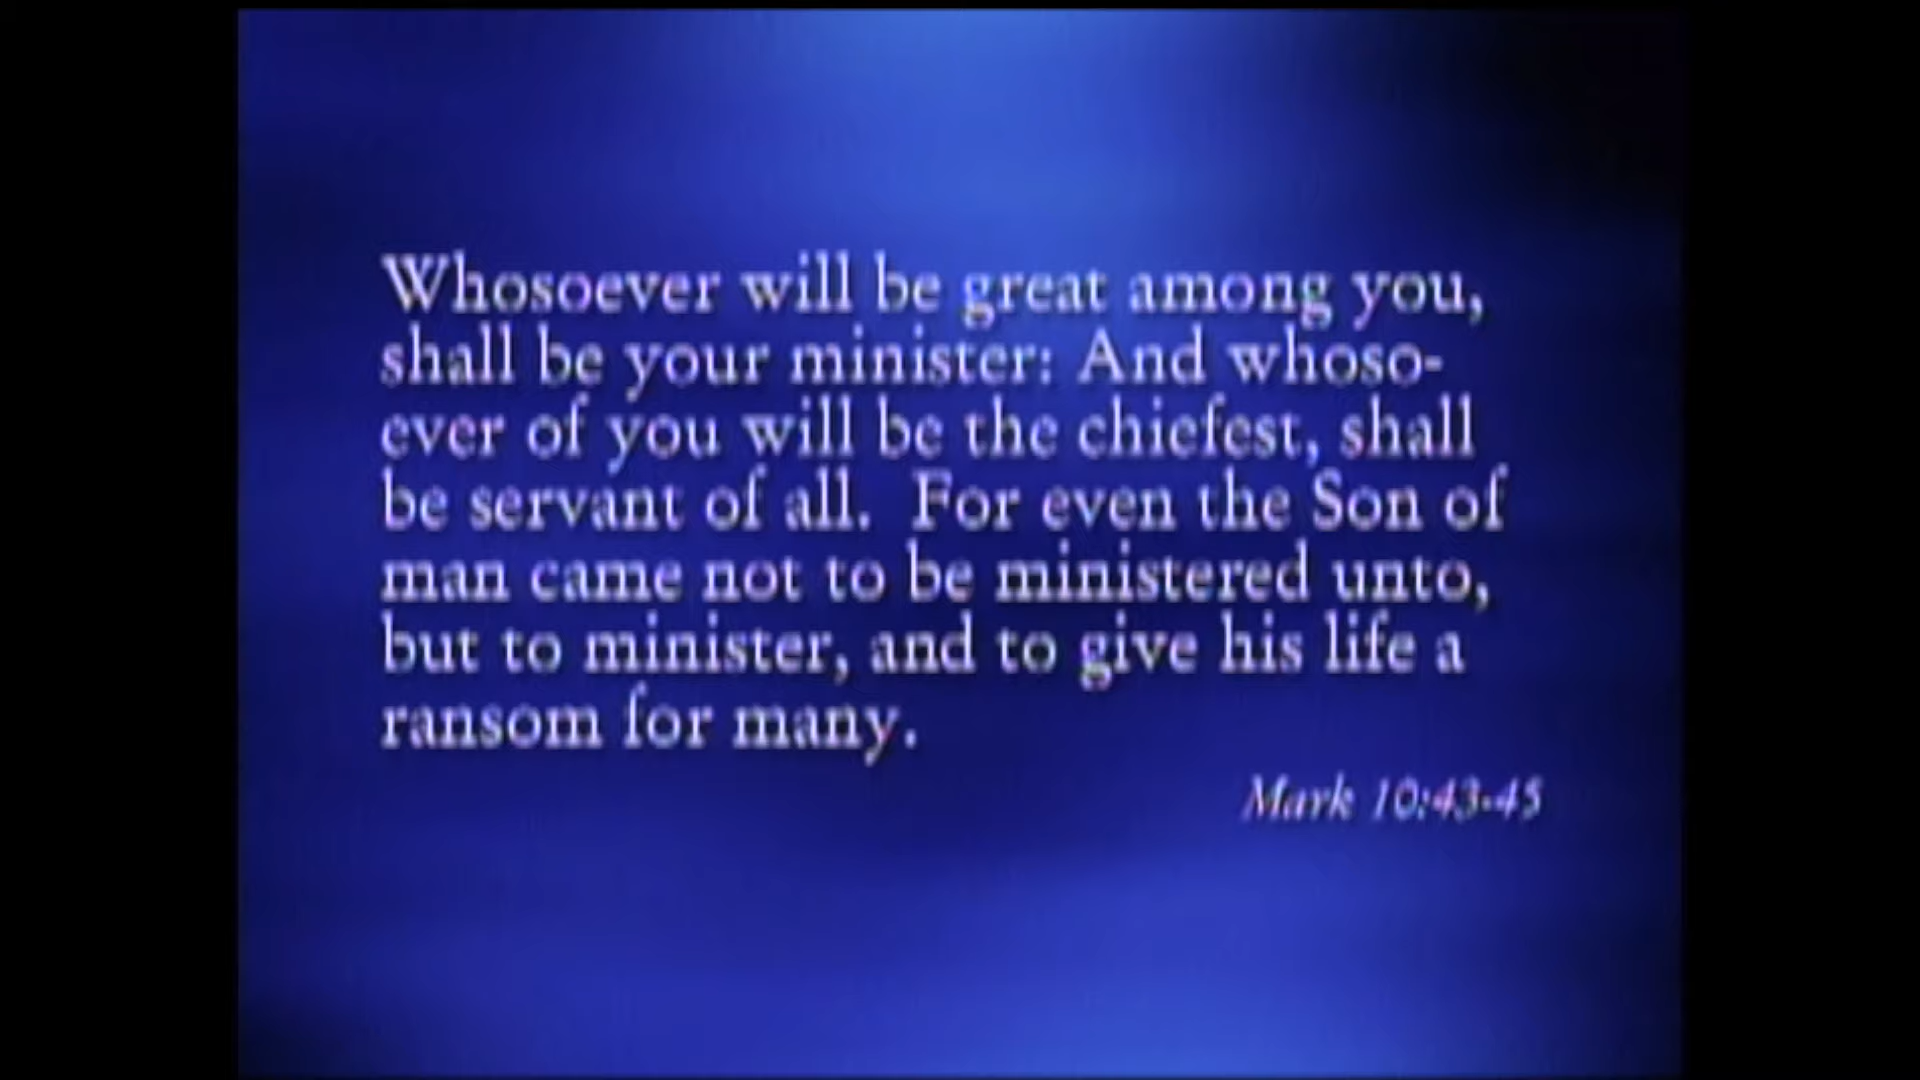 Whosoever will be great among you,
shall be your minister: And whoso-
ever of you will be the chiefest, shall
be servant of all.  For even the Son of
man came not to be ministered unto,
but to minister, and to give his life a
ransom for many.
Mark 10:43-45